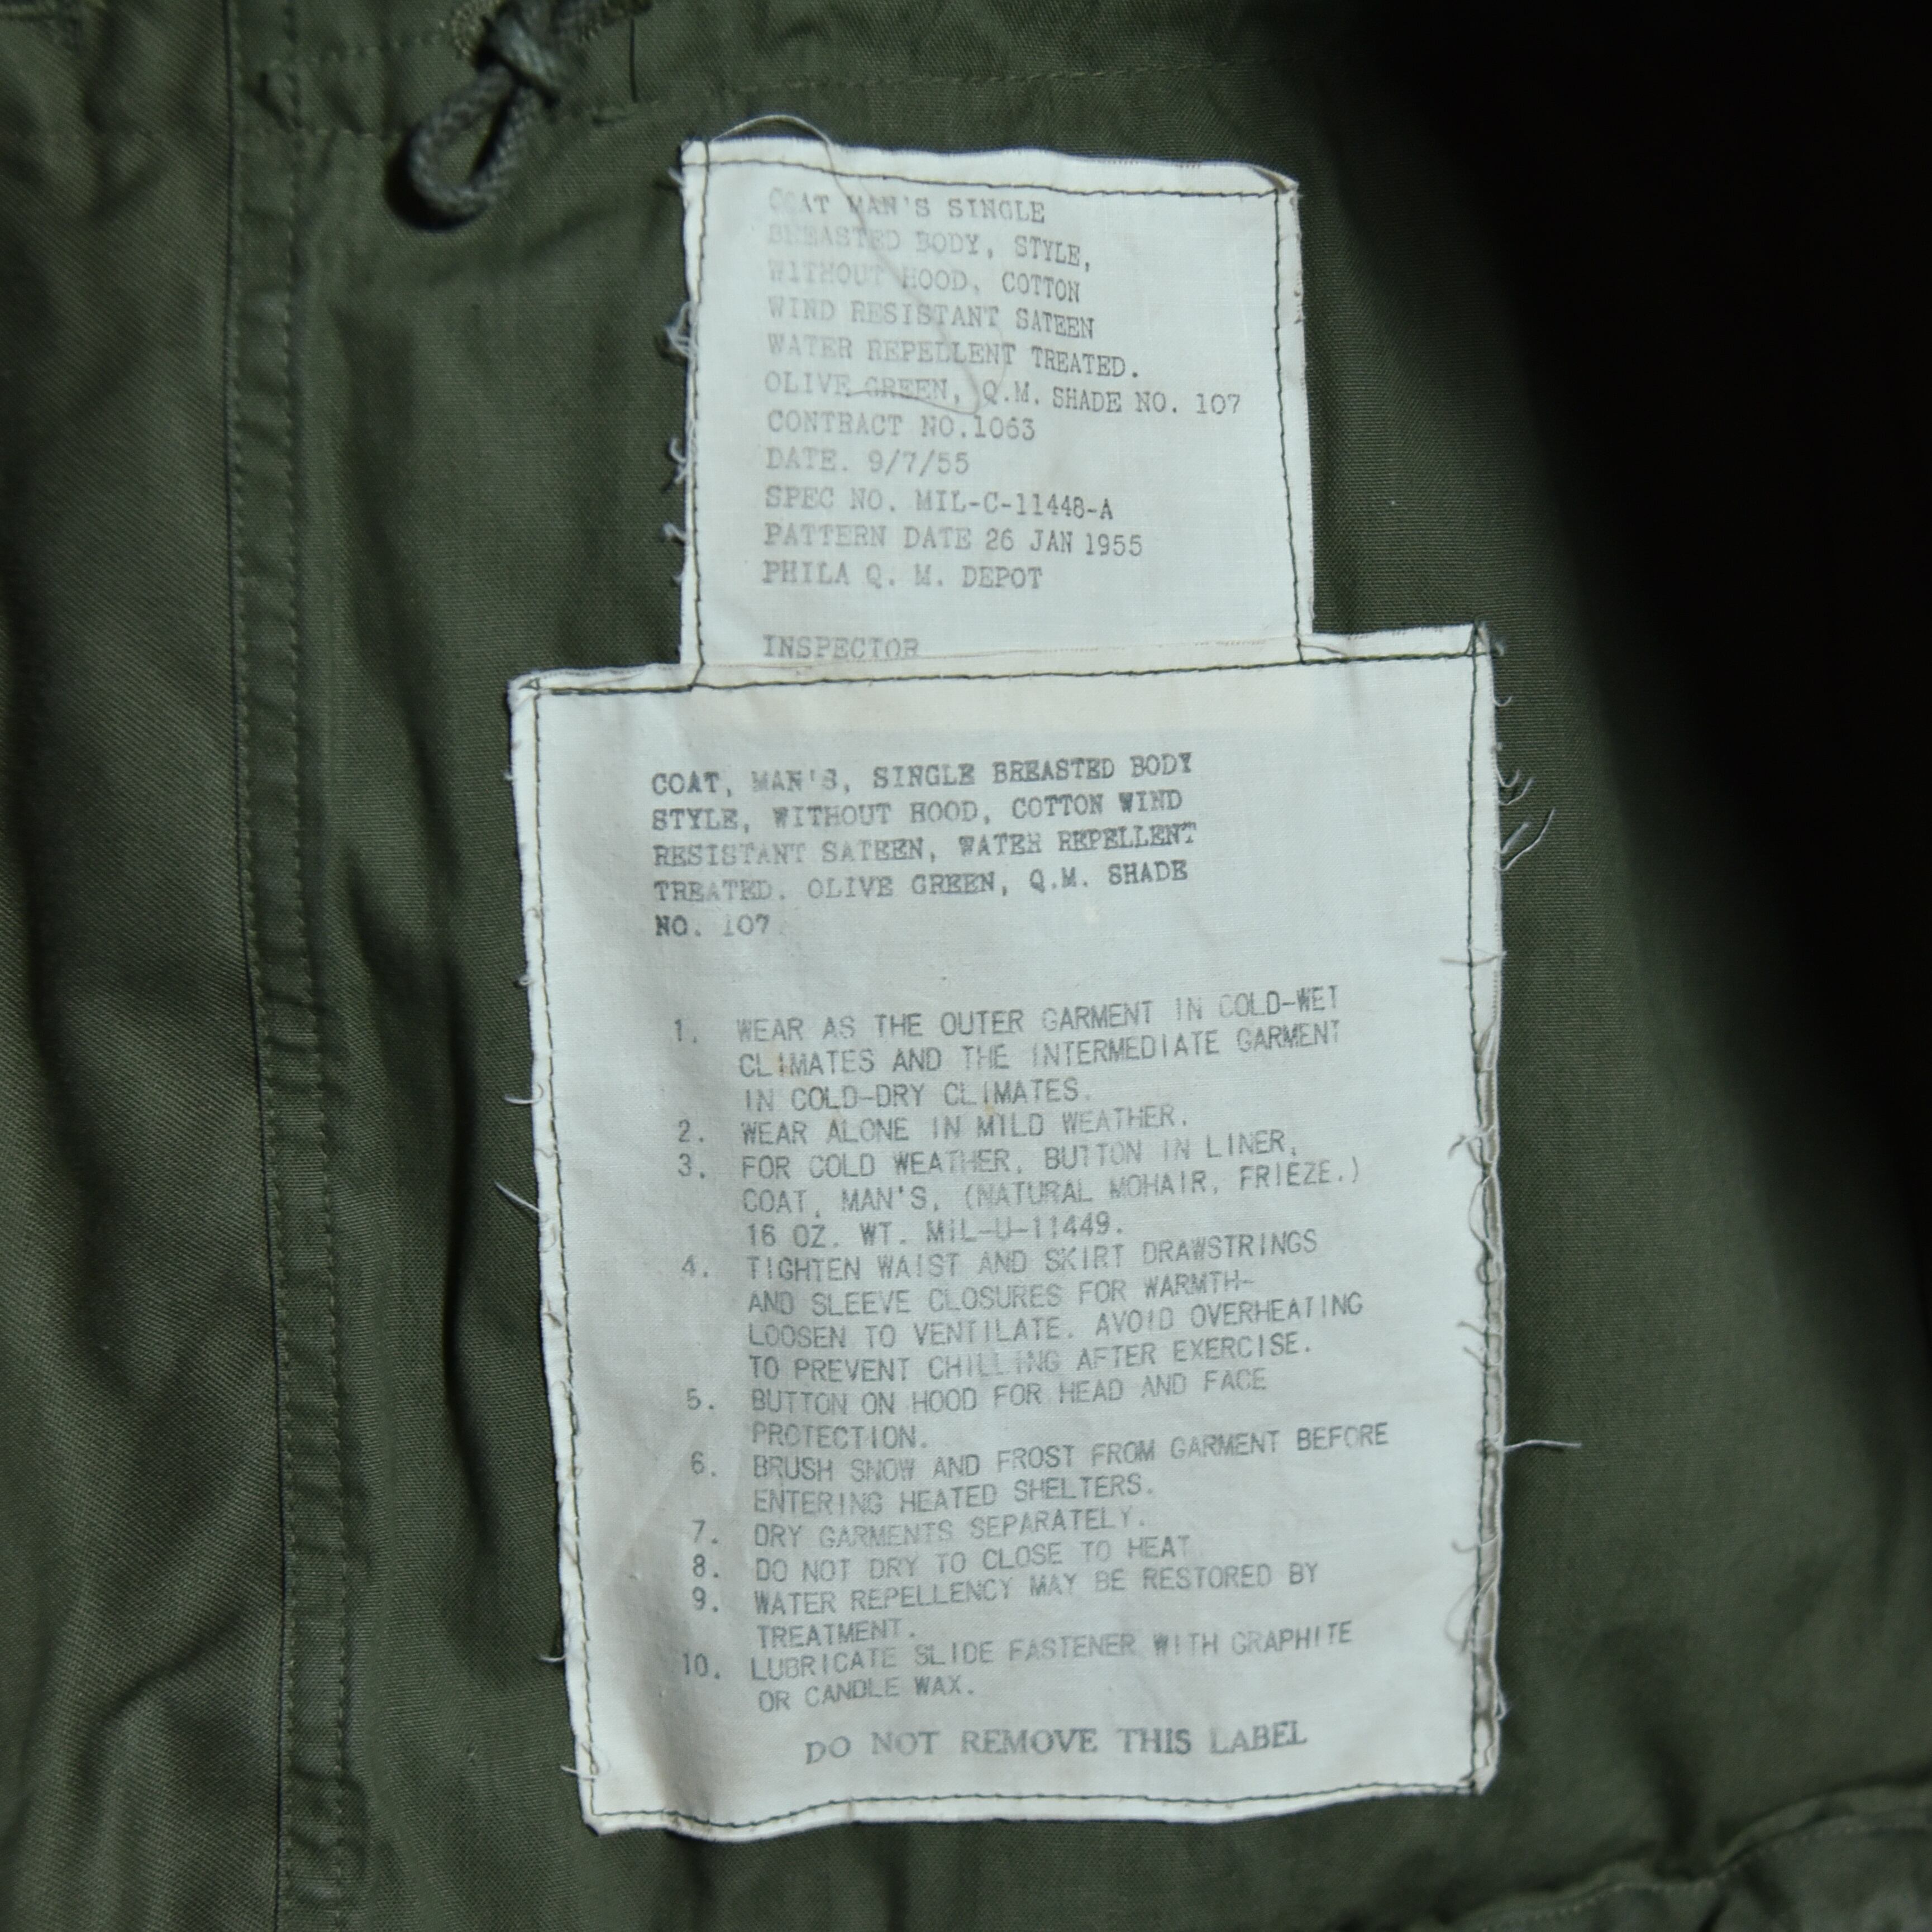 COAT MAN'S SINGLE
BREASTED BODY, STYLE,
WITHOUT HOOD, COTTON
WIND RESISTANT SATEEN
WATER REPELLENT TREATED.
OLIVE GREEN, Q.M. SHADE NO. 107
CONTRACT NO.1063
DATE. 9/7/55
SPEC NO. MIL-C-11448-A
PATTERN DATE 26 JAN 1955
PHILA Q. M. DEPOT
INSPECTOR
COAT, MAN'S, SINGLE BREASTED BODY
STYLE, WITHOUT HOOD, COTTON WIND
RESISTANT SATEEN, WATER REPELLENT
TREATED. OLIVE GREEN, Q.M. SHADE
NO. 107
1. WEAR AS THE OUTER GARMENT IN COLD-WET
CLIMATES AND THE INTERMEDIATE GARMENT
IN COLD-DRY CLIMATES.
2. WEAR ALONE IN MILD WEATHER.
3. FOR COLD WEATHER, BUTTON IN LINER,
COAT, MAN'S, (NATURAL MOHAIR, FRIEZE.)
16 OZ. WT. MIL-U-11449.
4. TIGHTEN WAIST AND SKIRT DRAWSTRINGS
AND SLEEVE CLOSURES FOR WARMTH-
LOOSEN TO VENTILATE. AVOID OVERHEATING
TO PREVENT CHILLING AFTER EXERCISE.
5. BUTTON ON HOOD FOR HEAD AND FACE
PROTECTION.
6. BRUSH SNOW AND FROST FROM GARMENT BEFORE
ENTERING HEATED SHELTERS.
7. DRY GARMENTS SEPARATELY.
8. DO NOT DRY TO CLOSE TO HEAT
9. WATER REPELLENCY MAY BE RESTORED BY
TREATMENT.
10. LUBRICATE SLIDE FASTENER WITH GRAPHITE
OR CANDLE WAX.
DO NOT REMOVE THIS LABEL